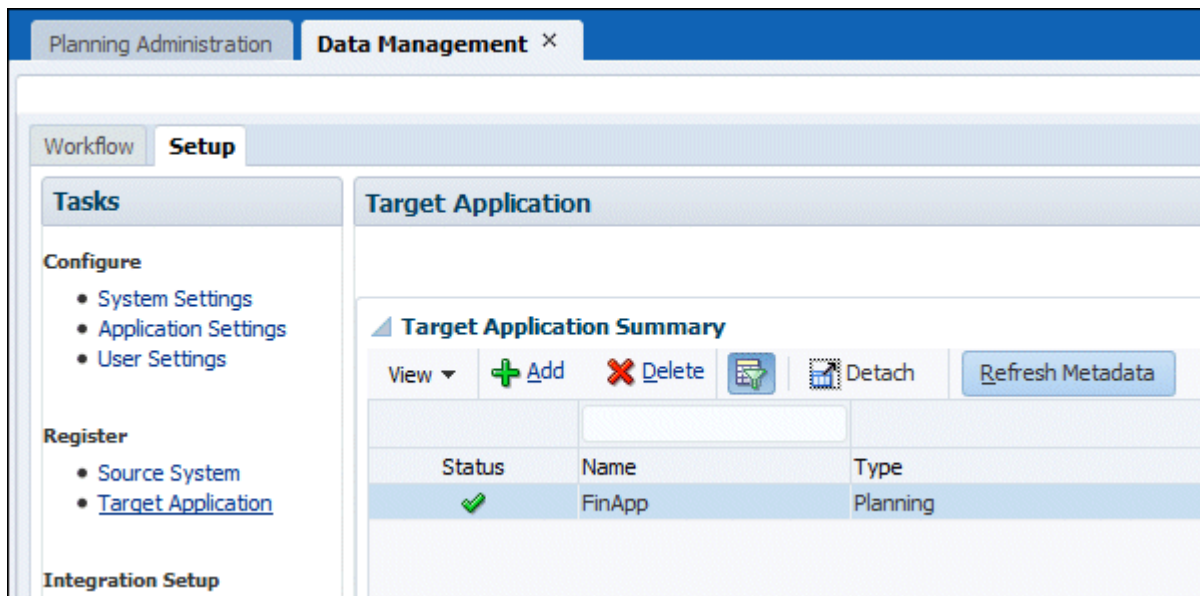 Planning Administration Data Management ×
Workflow Setup
Tasks
Configure
• System Settings
• Application Settings
• User Settings
Register
• Source System
• Target Application
Integration Setup
Target Application
Target Application Summary
View Add Delete Detach Refresh Metadata
Status Name Type
FinApp Planning